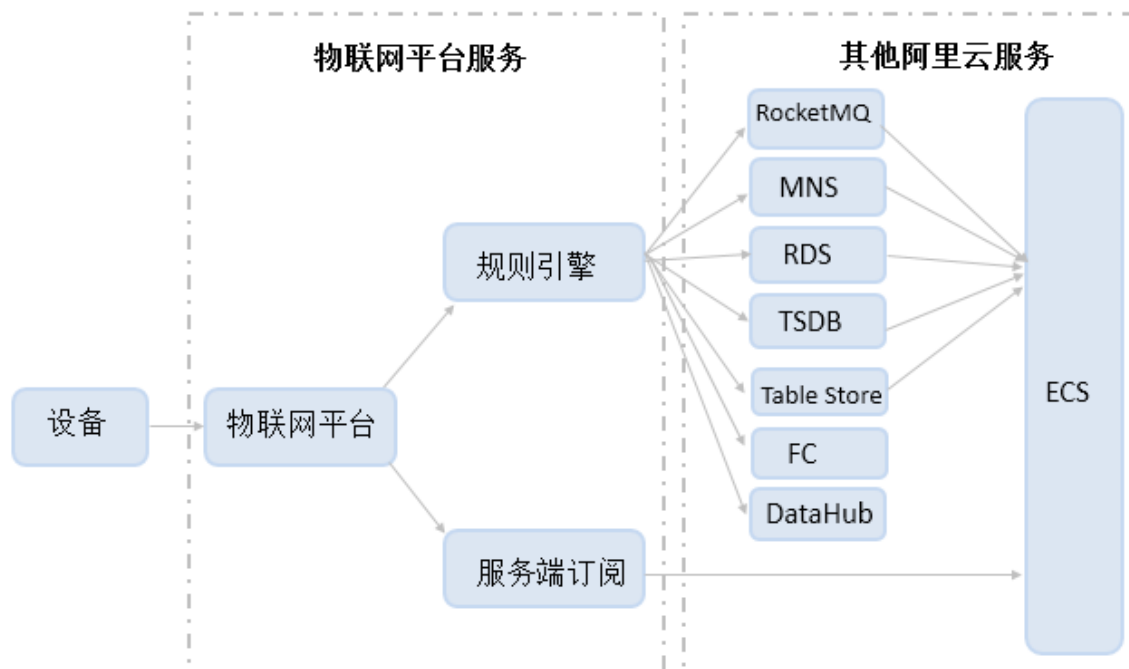 物联网平台服务
其他阿里云服务
RocketMQ
MNS
规则引擎
RDS
TSDB
设备
物联网平台
Table Store
ECS
FC
DataHub
服务端订阅